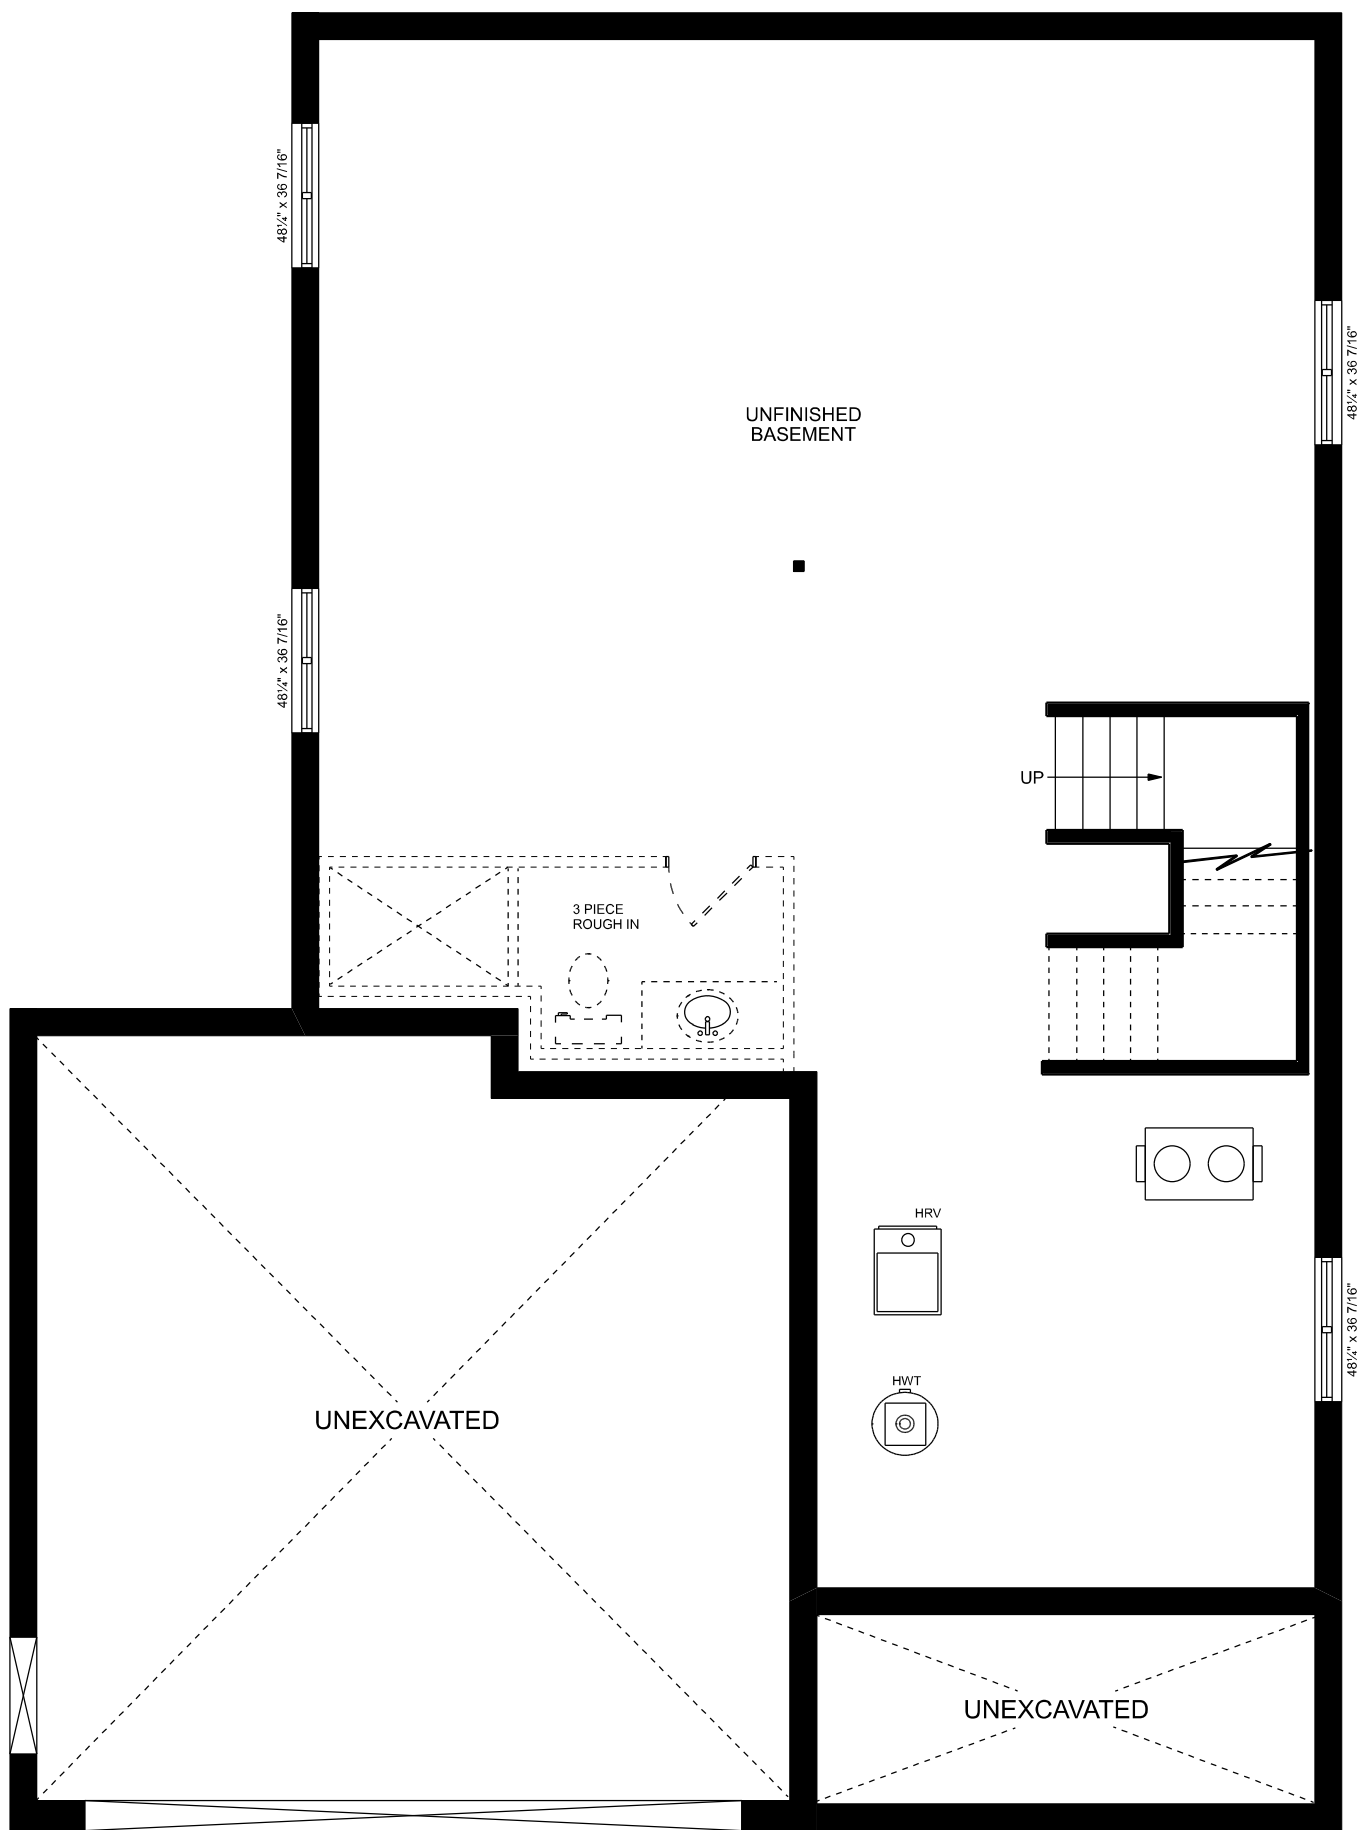 48¼" x 36 7/16"
48¼" x 36 7/16"
UNFINISHED
BASEMENT
48¼" x 36 7/16"
UP
3 PIECE
ROUGH IN
HRV
48¼" x 36 7/16"
HWT
UNEXCAVATED
UNEXCAVATED